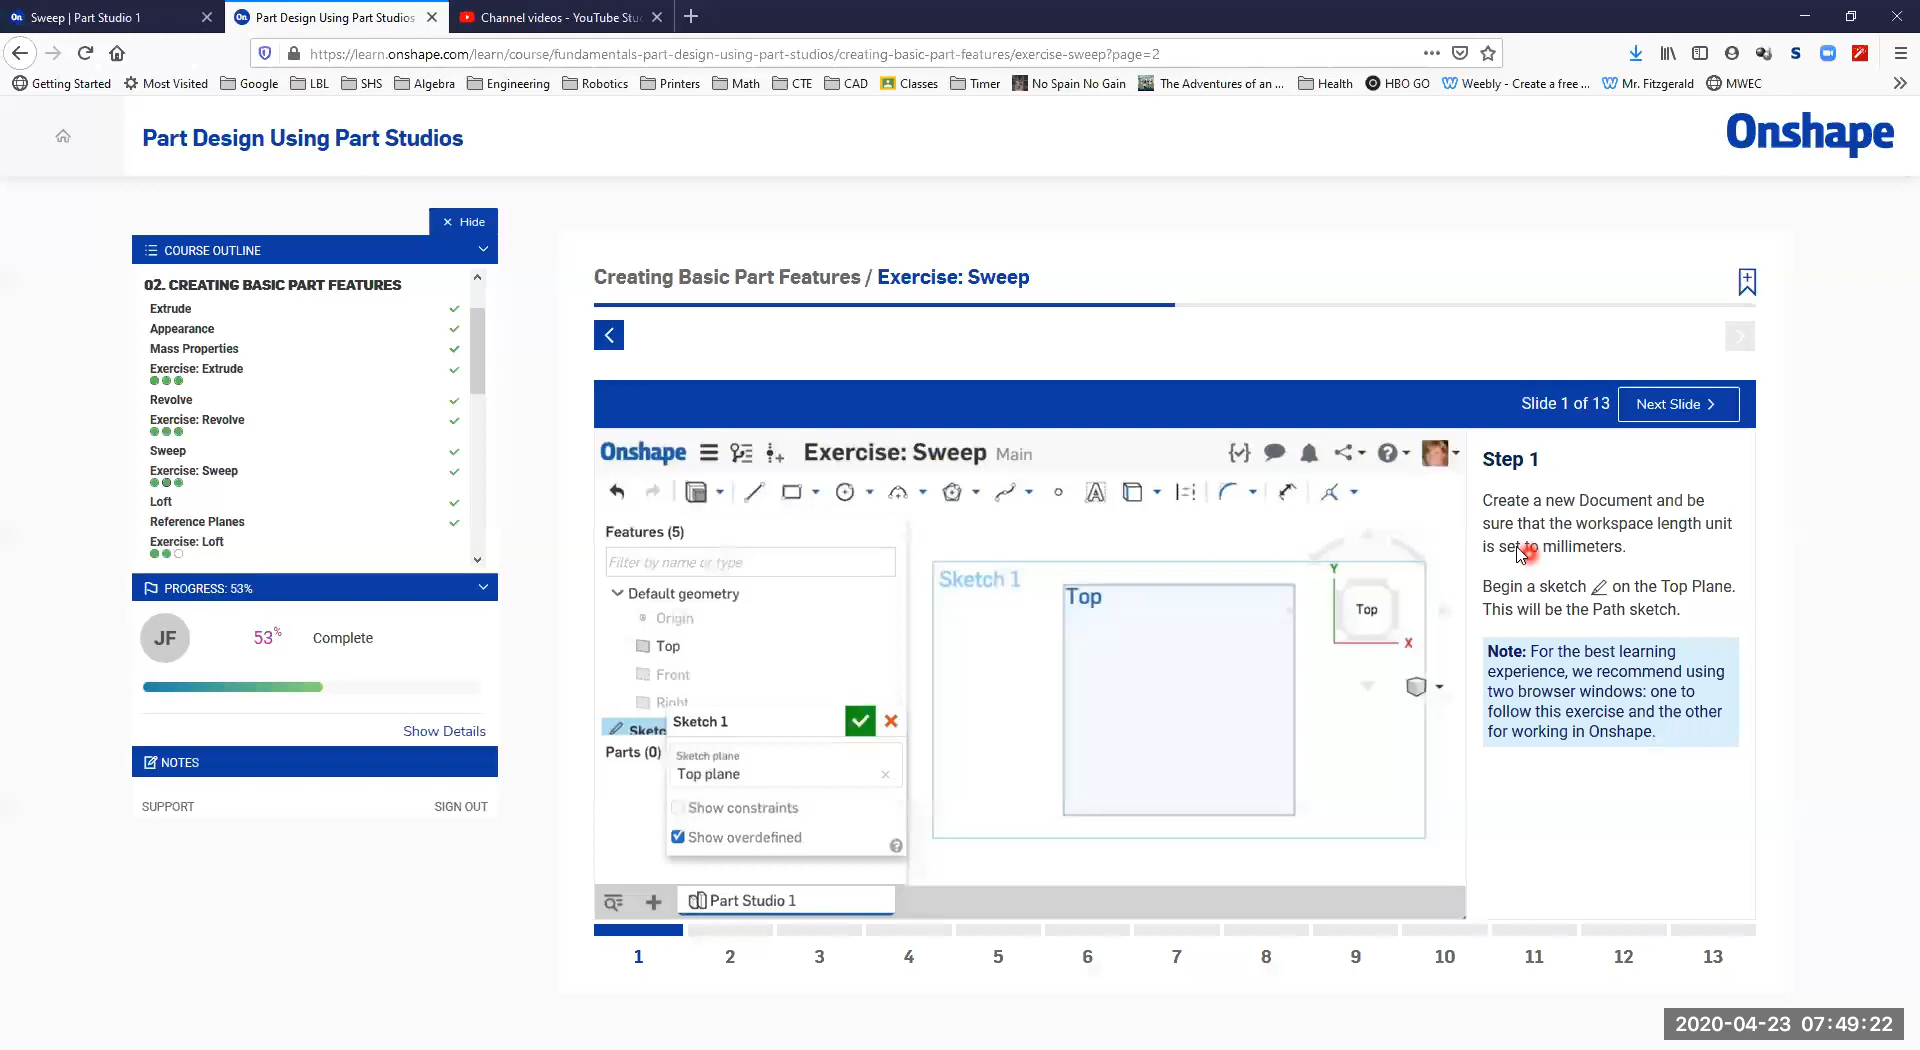 Sweep | Part Studio 1
Part Design Using Part Studios
Channel videos - YouTube Stu
https://learn.onshape.com/learn/course/fundamentals-part-design-using-part-studios/creating-basic-part-features/exercise-sweep?page=2
Getting Started Most Visited Google LBL SHS Algebra Engineering Robotics Printers Math CTE CAD Classes Timer No Spain No Gain The Adventures of an ... Health HBO GO Weebly - Create a free ... Mr. Fitzgerald MWEC
Part Design Using Part Studios
Onshape
Hide
COURSE OUTLINE
02. CREATING BASIC PART FEATURES
Extrude
Appearance
Mass Properties
Exercise: Extrude
Revolve
Exercise: Revolve
Sweep
Exercise: Sweep
Loft
Reference Planes
Exercise: Loft
PROGRESS: 53%
JF
53% Complete
Show Details
NOTES
SUPPORT
SIGN OUT
Creating Basic Part Features / Exercise: Sweep
Slide 1 of 13
Next Slide
Onshape
Exercise: Sweep Main
Features (5)
Filter by name or type
Default geometry
Origin
Top
Front
Right
Sketc
Parts (0)
Sketch 1
Sketch plane
Top plane
Show constraints
Show overdefined
Sketch 1
Top
Y
Top
X
Part Studio 1
Step 1
Create a new Document and be
sure that the workspace length unit
is set to millimeters.
Begin a sketch on the Top Plane.
This will be the Path sketch.
Note: For the best learning
experience, we recommend using
two browser windows: one to
follow this exercise and the other
for working in Onshape.
1 2 3 4 5 6 7 8 9 10 11 12 13
2020-04-23 07:49:22